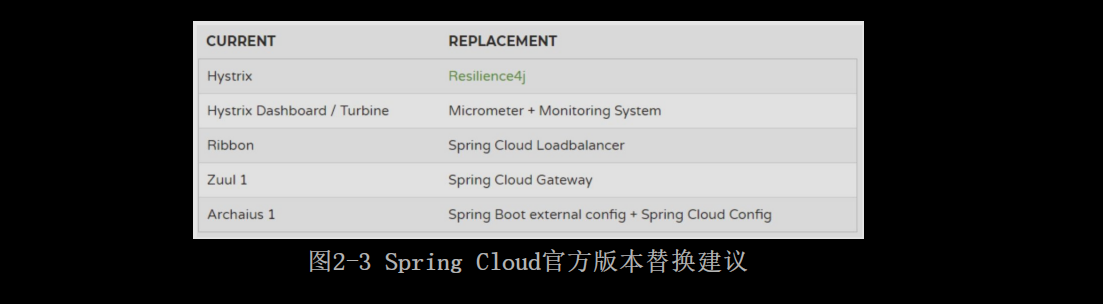 CURRENT REPLACEMENT
Hystrix Resilience4j
Hystrix Dashboard / Turbine Micrometer + Monitoring System
Ribbon Spring Cloud Loadbalancer
Zuul 1 Spring Cloud Gateway
Archaius 1 Spring Boot external config + Spring Cloud Config
图2-3 Spring Cloud官方版本替换建议